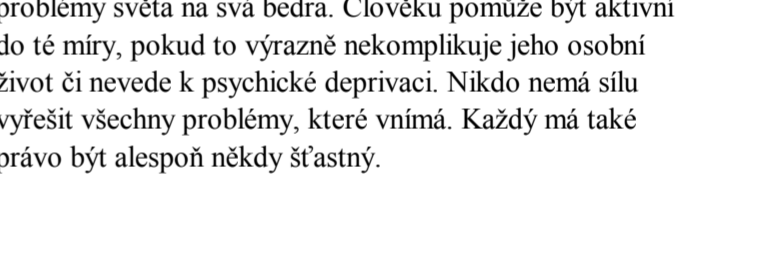 problémy světa na svá bedra. Člověku pomůže být aktivní
do té míry, pokud to výrazně nekomplikuje jeho osobní
život či nevede k psychické deprivaci. Nikdo nemá sílu
vyřešit všechny problémy, které vnímá. Každý má také
právo být alespoň někdy šťastný.